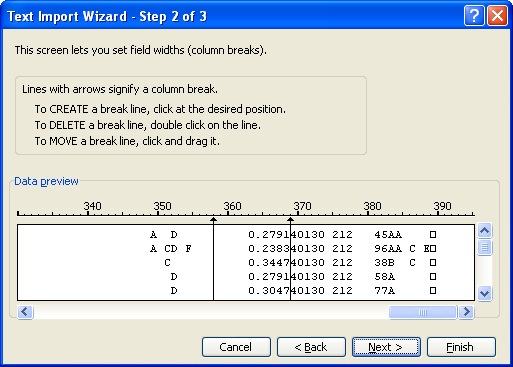 Text Import Wizard - Step 2 of 3
This screen lets you set field widths (column breaks).
Lines with arrows signify a column break.
To CREATE a break line, click at the desired position.
To DELETE a break line, double click on the line.
To MOVE a break line, click and drag it.
Data preview
340 350 360 370 380 390
A D 0.279140130 212 45AA □
A CD F 0.238340130 212 96AA C E□
C 0.344740130 212 38B C □
D 0.279140130 212 58A □
D 0.304740130 212 77A □
Cancel < Back Next > Finish